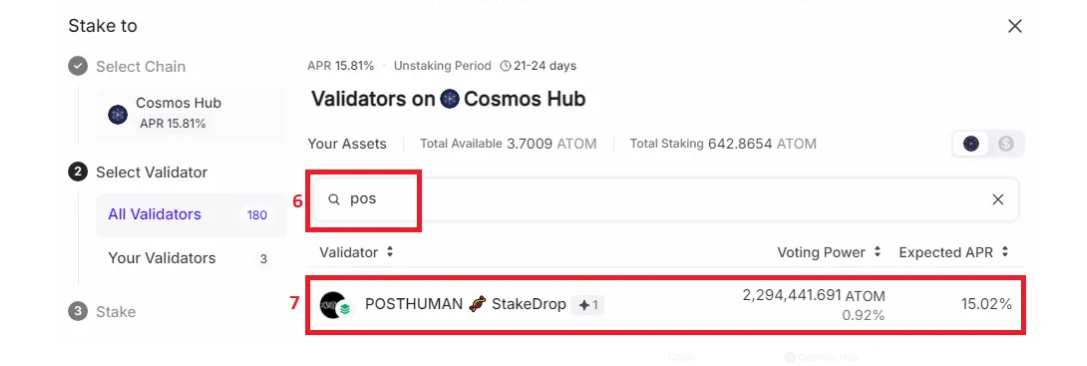 Stake to
Select Chain
Cosmos Hub
APR 15.81%
2 Select Validator
All Validators 180
Your Validators 3
3 Stake
APR 15.81% · Unstaking Period 21-24 days
Validators on Cosmos Hub
Your Assets Total Available 3.7009 ATOM Total Staking 642.8654 ATOM
6 pos
Validator Voting Power Expected APR
7 POSTHUMAN StakeDrop 1 2,294,441.691 ATOM 15.02%
0.92%
Chain Cosmos Hub